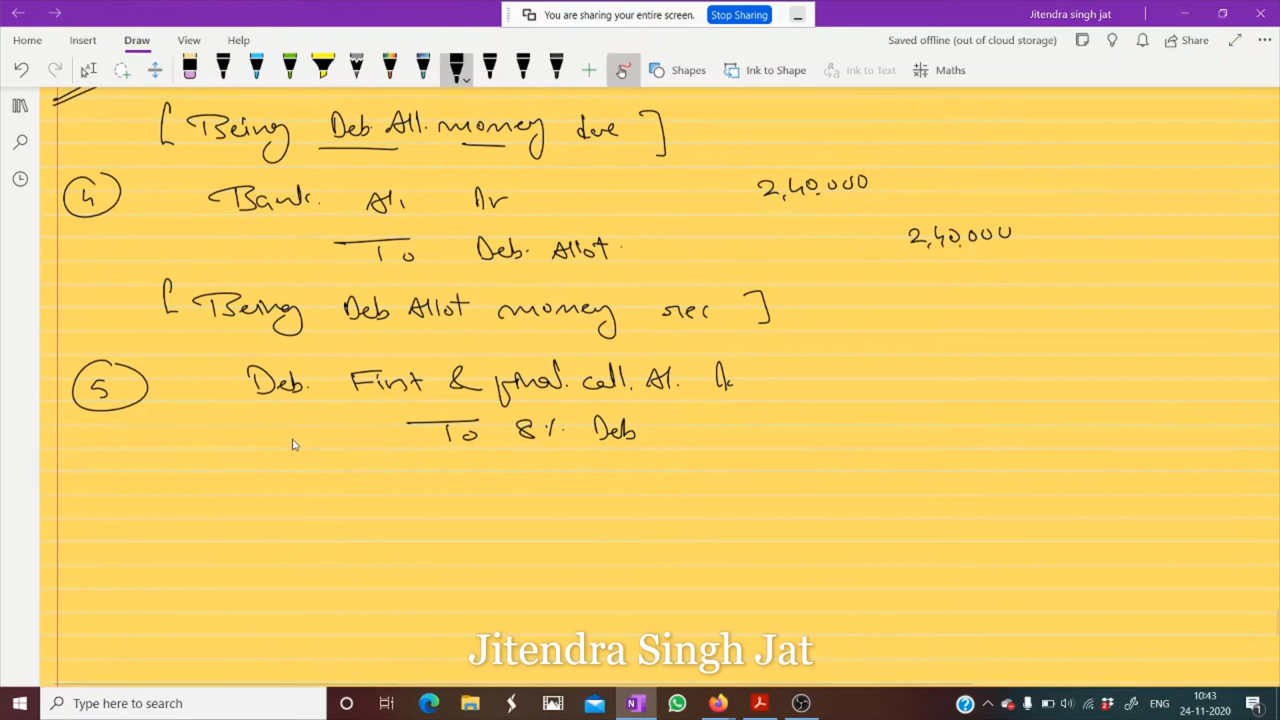 You are sharing your entire screen. Stop Sharing
Jitendra singh jat
Home Insert Draw View Help
Saved offline (out of cloud storage) Share
Shapes Ink to Shape Ink to Text Maths
[ Being Deb. All. money due ]
4 Bank. A/. Dr 2,40,000
To Deb. Allot. 2,40,000
[ Being Deb Allot money rec ]
5 Deb. First & final. call. A/. Dr
To 8% Deb
Jitendra Singh Jat
Type here to search
ENG
10:43
24-11-2020
1